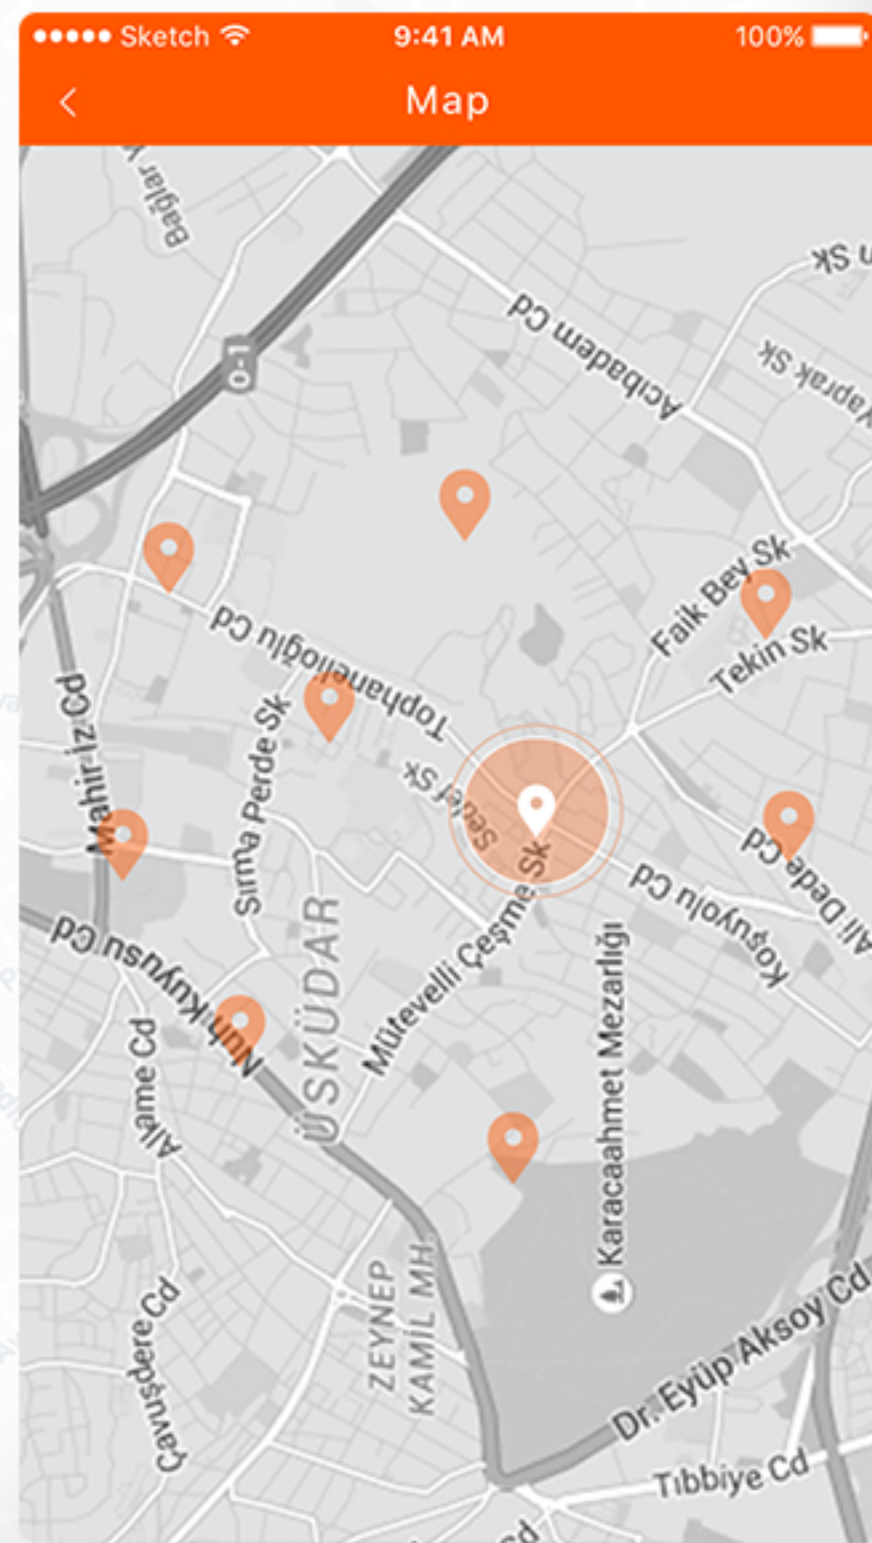 Sketch 9:41 AM 100%
Map
Bağlar
n Sk
Acıbadem Cd
O-1
Yaprak Sk
Faik Bey Sk
Tekin Sk
Tophanelioğlu Cd
Mahir İz Cd
Sırma Perde Sk
Sedef Sk
Ali Dede Cd
Koşuyolu Cd
Mütevelli Çeşme Sk
Nuh Kuyusu Cd
ÜSKÜDAR
Karacaahmet Mezarlığı
Allame Cd
ZEYNEP
KAMİL MH.
Çavuşdere Cd
Dr. Eyüp Aksoy Cd
Tıbbiye Cd
Cd